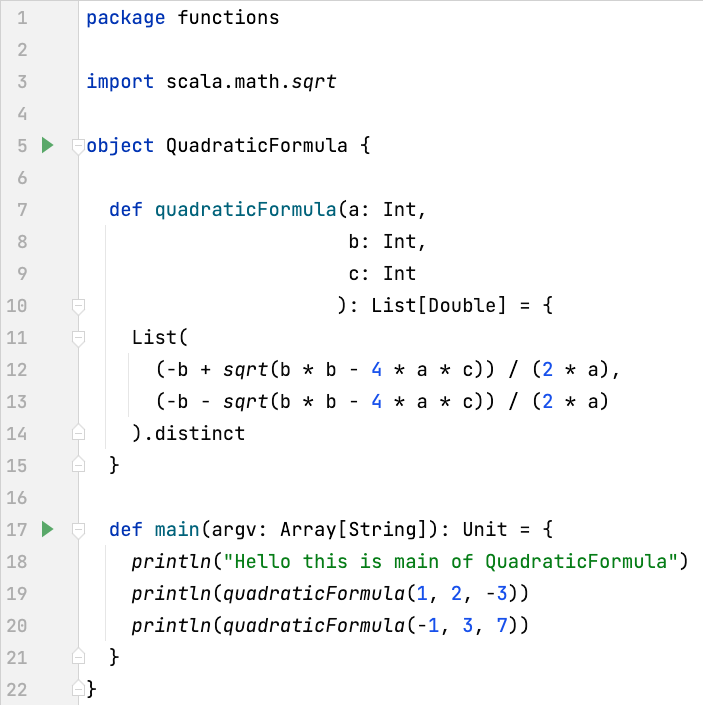 1 package functions
2
3 import scala.math.sqrt
4
5 object QuadraticFormula {
6
7   def quadraticFormula(a: Int,
8                        b: Int,
9                        c: Int
10                       ): List[Double] = {
11     List(
12       (-b + sqrt(b * b - 4 * a * c)) / (2 * a),
13       (-b - sqrt(b * b - 4 * a * c)) / (2 * a)
14     ).distinct
15   }
16
17   def main(argv: Array[String]): Unit = {
18     println("Hello this is main of QuadraticFormula")
19     println(quadraticFormula(1, 2, -3))
20     println(quadraticFormula(-1, 3, 7))
21   }
22 }